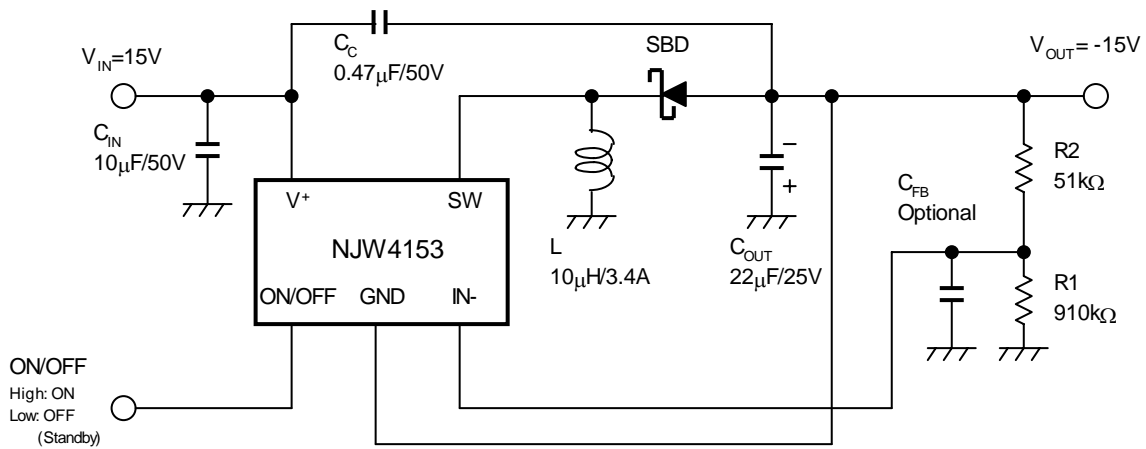 V_IN=15V
C_IN
10μF/50V
C_C
0.47μF/50V
SBD
V_OUT= -15V
V+
SW
NJW4153
ON/OFF
GND
IN-
L
10μH/3.4A
−
+
C_OUT
22μF/25V
C_FB
Optional
R2
51kΩ
R1
910kΩ
ON/OFF
High: ON
Low: OFF
(Standby)